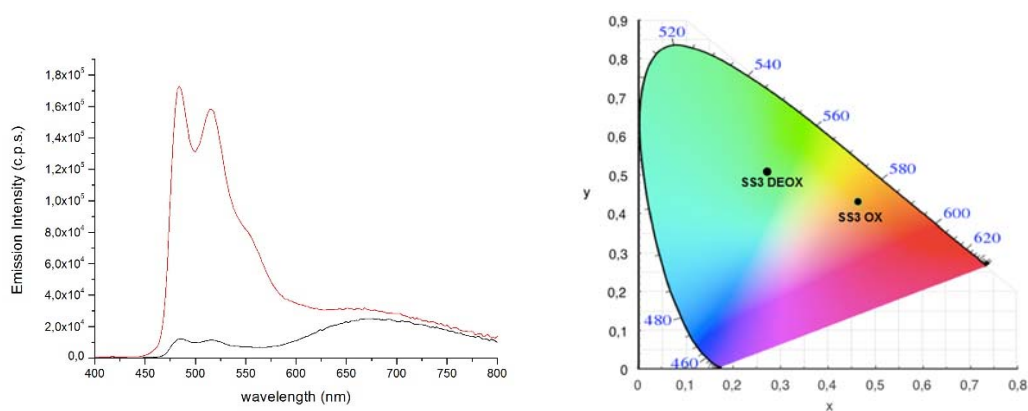 Emission Intensity (c.p.s.)
1,8x10⁵
1,6x10⁵
1,4x10⁵
1,2x10⁵
1,0x10⁵
8,0x10⁴
6,0x10⁴
4,0x10⁴
2,0x10⁴
0,0
400 450 500 550 600 650 700 750 800
wavelength (nm)
0,9
0,8
0,7
0,6
0,5
0,4
0,3
0,2
0,1
0
y
520
540
560
580
600
620
480
460
SS3 DEOX
SS3 OX
0 0,1 0,2 0,3 0,4 0,5 0,6 0,7 0,8
x